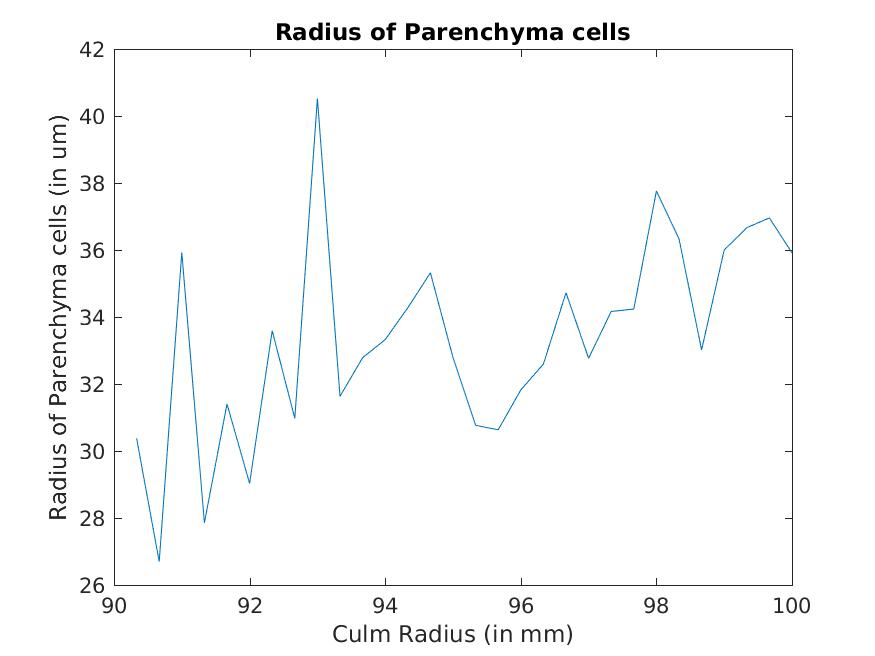 Radius of Parenchyma cells
Radius of Parenchyma cells (in um)
42
40
38
36
34
32
30
28
26
90 92 94 96 98 100
Culm Radius (in mm)